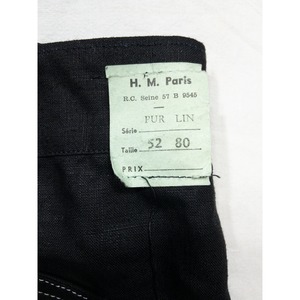 H. M. Paris
R.C. Seine 57 B 9545
PUR LIN
Série
Taille 52 80
PRIX